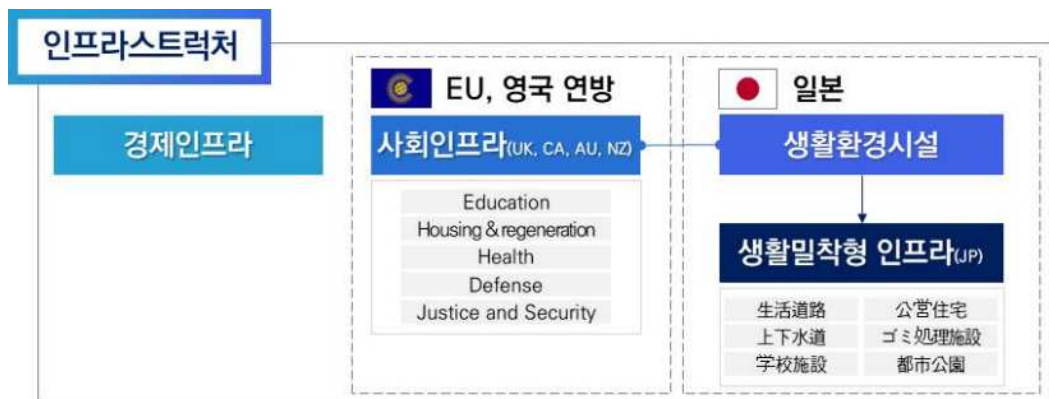 인프라스트럭처
경제인프라
EU, 영국 연방
사회인프라(UK, CA, AU, NZ)
Education
Housing & regeneration
Health
Defense
Justice and Security
일본
생활환경시설
생활밀착형 인프라(JP)
生活道路 公営住宅
上下水道 ゴミ処理施設
学校施設 都市公園